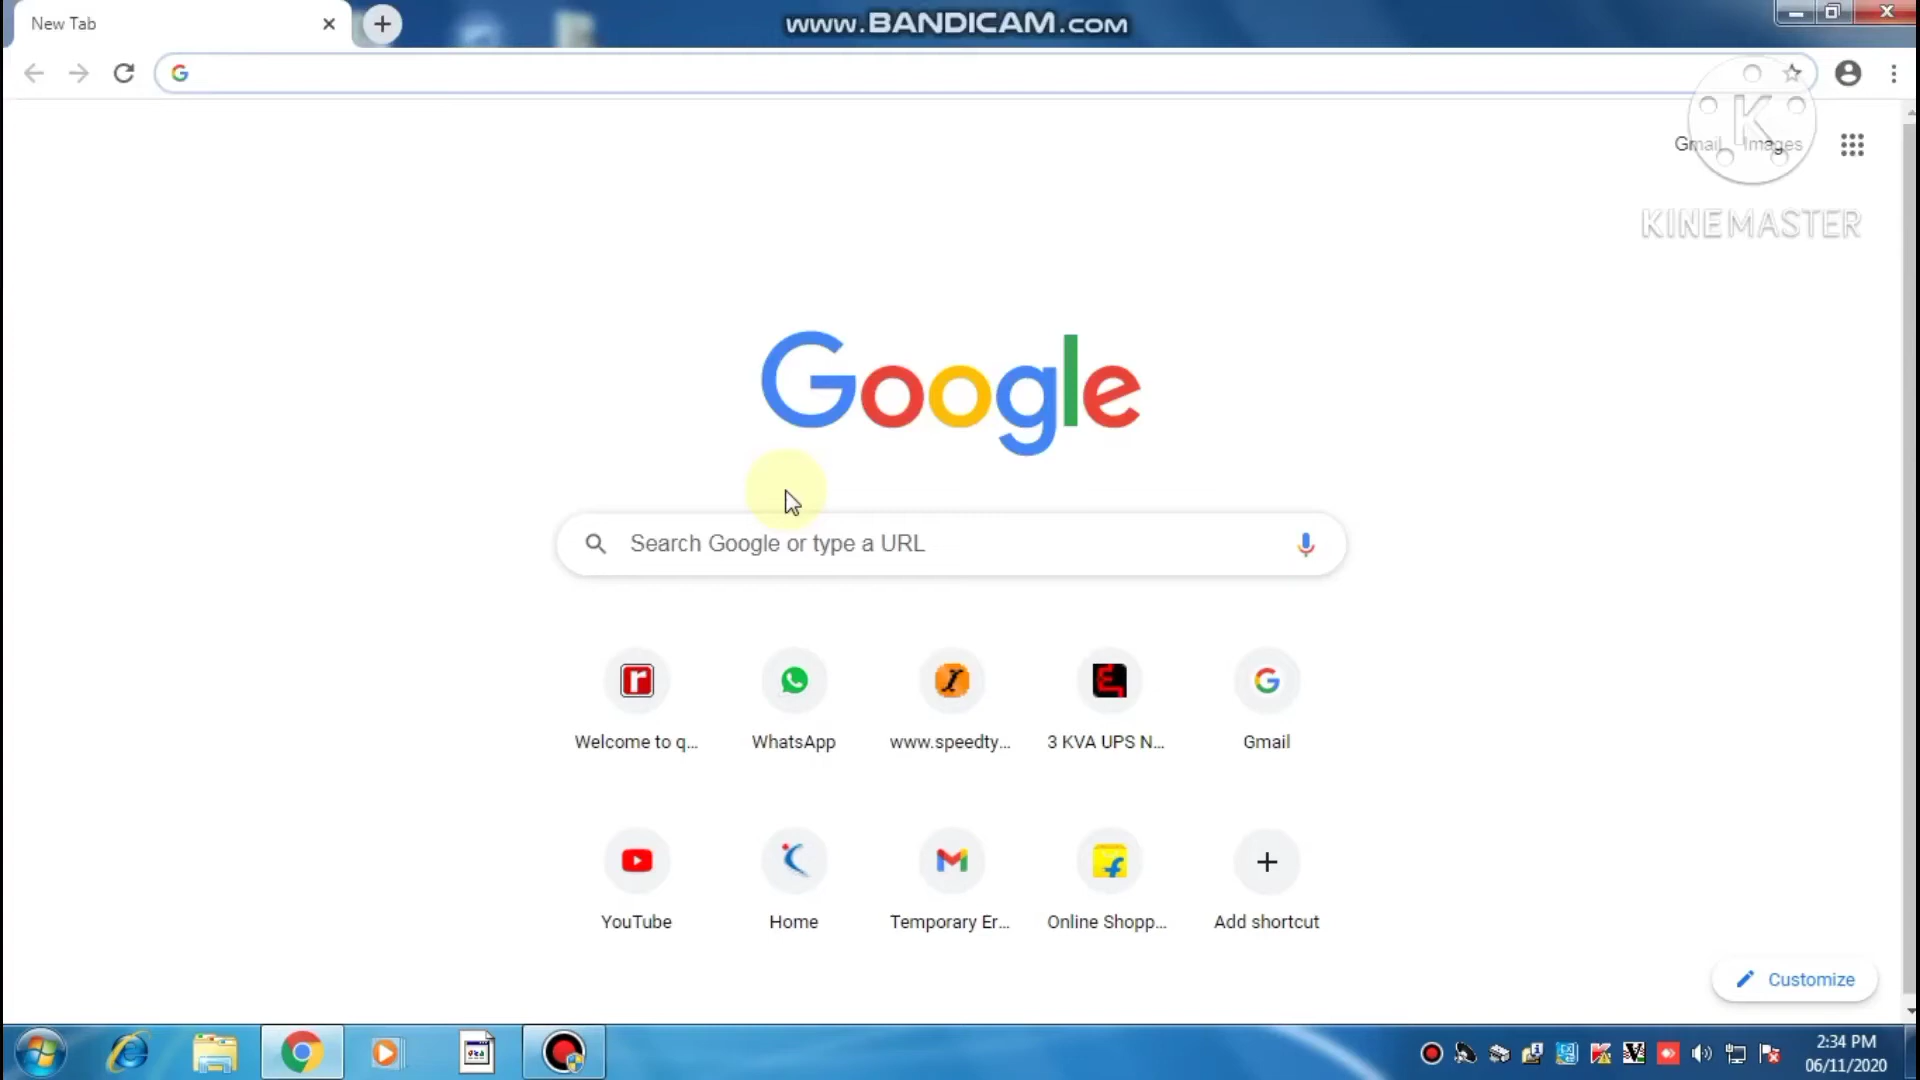 New Tab
www.BANDICAM.com
Gmail Images
KINEMASTER
Google
Search Google or type a URL
Welcome to q...
WhatsApp
www.speedty...
3 KVA UPS N...
Gmail
YouTube
Home
Temporary Er...
Online Shopp...
Add shortcut
Customize
2:34 PM
06/11/2020